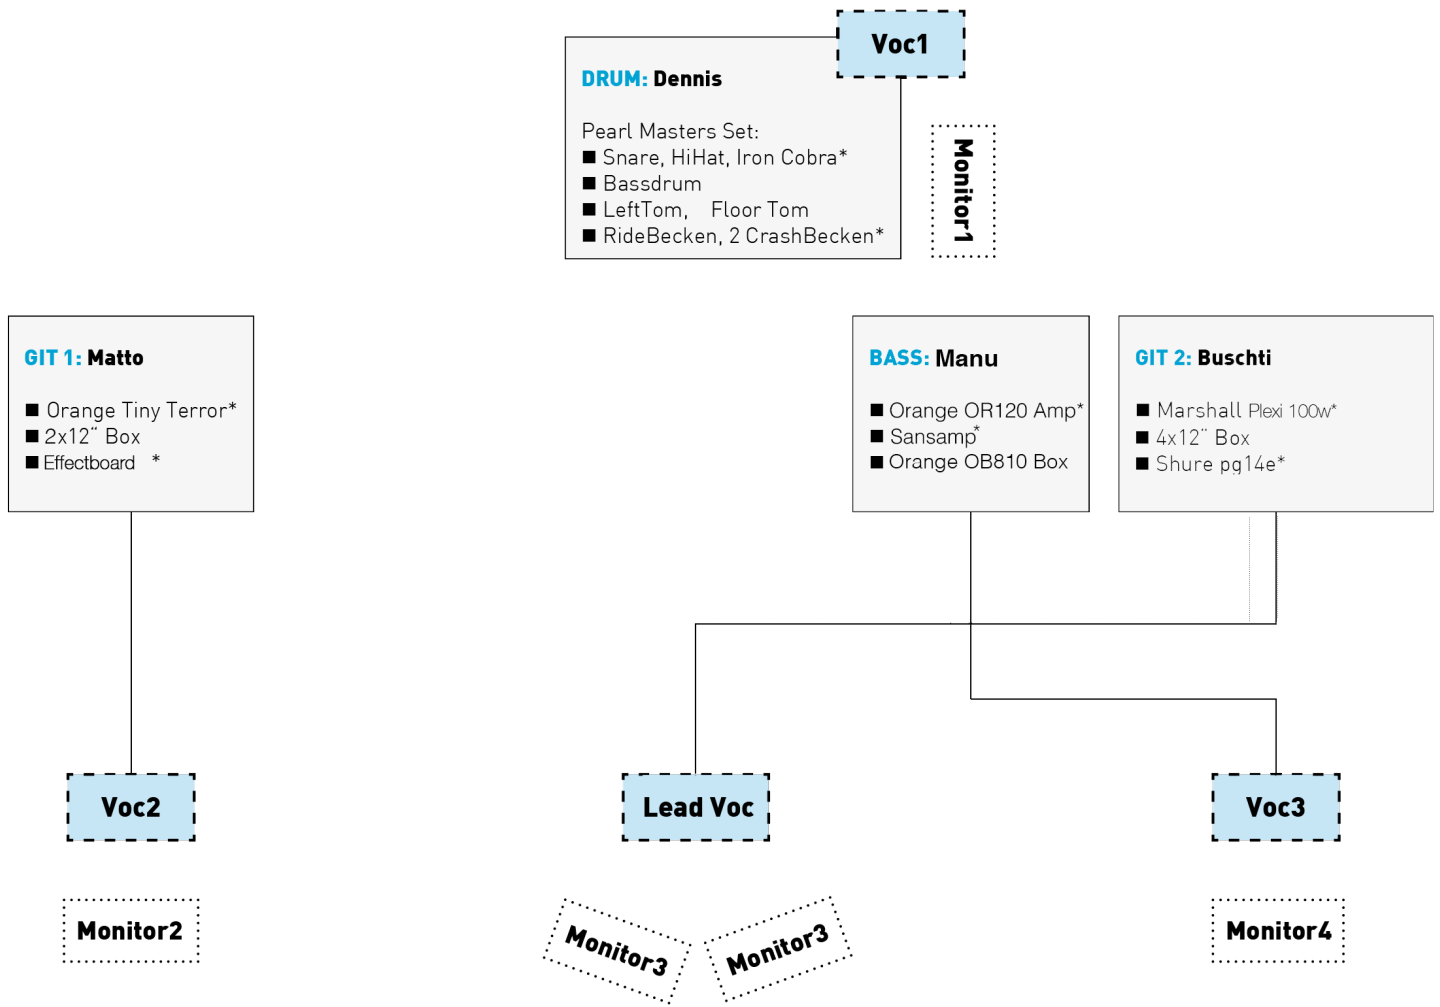 Voc1
DRUM: Dennis
Pearl Masters Set:
■ Snare, HiHat, Iron Cobra*
■ Bassdrum
■ LeftTom, Floor Tom
■ RideBecken, 2 CrashBecken*
Monitor1
GIT 1: Matto
■ Orange Tiny Terror*
■ 2x12¨ Box
■ Effectboard *
BASS: Manu
■ Orange OR120 Amp*
■ Sansamp*
■ Orange OB810 Box
GIT 2: Buschti
■ Marshall Plexi 100w*
■ 4x12¨ Box
■ Shure pg14e*
Voc2
Lead Voc
Voc3
Monitor2
Monitor3
Monitor3
Monitor4